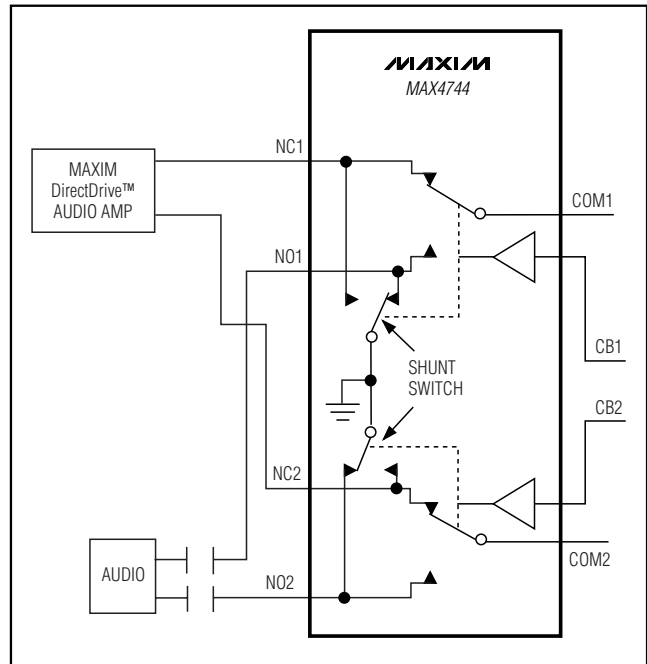 MAXIM
MAX4744
NC1
MAXIM
DirectDrive™
AUDIO AMP
COM1
NO1
CB1
SHUNT
SWITCH
CB2
NC2
COM2
AUDIO
NO2